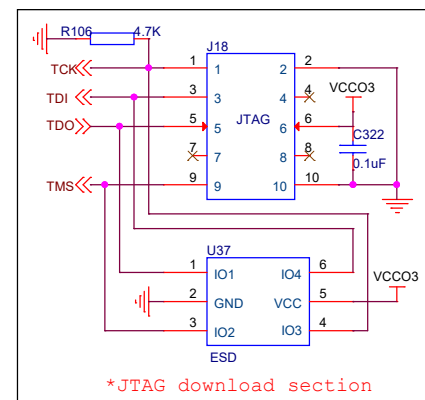 R106 4.7K
J18
TCK 1 1 2 2
VCCO3
TDI 3 3 4 4
TDO 5 5 JTAG 6 6
C322
7 7 8 8
0.1uF
TMS 9 9 10 10
U37
1 IO1 IO4 6
VCCO3
2 GND VCC 5
3 IO2 IO3 4
ESD
*JTAG download section